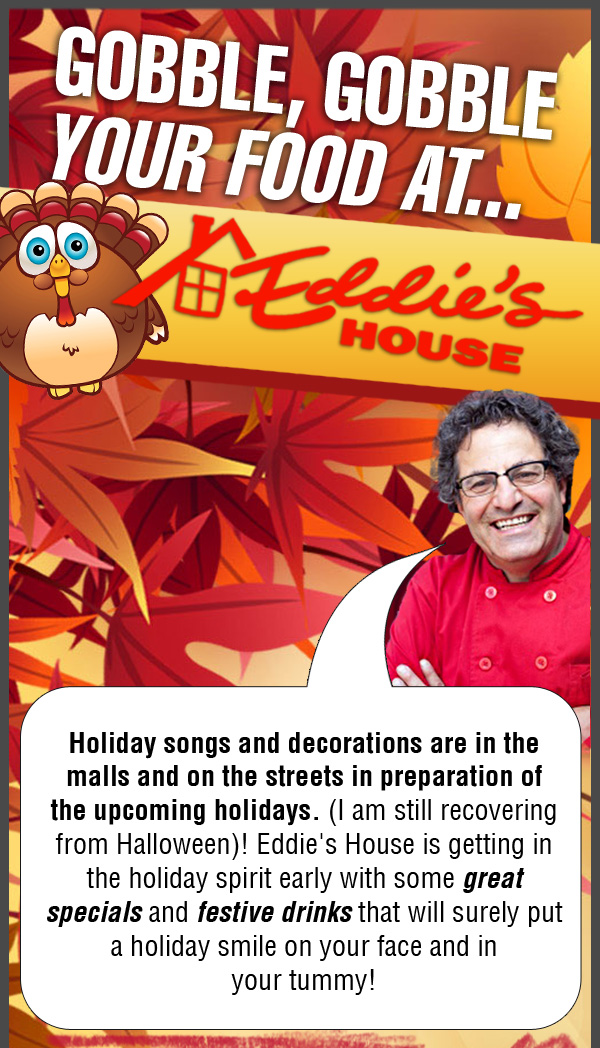 GOBBLE, GOBBLE
YOUR FOOD AT...
Eddie's
HOUSE
Holiday songs and decorations are in the
malls and on the streets in preparation of
the upcoming holidays. (I am still recovering
from Halloween)! Eddie's House is getting in
the holiday spirit early with some great
specials and festive drinks that will surely put
a holiday smile on your face and in
your tummy!